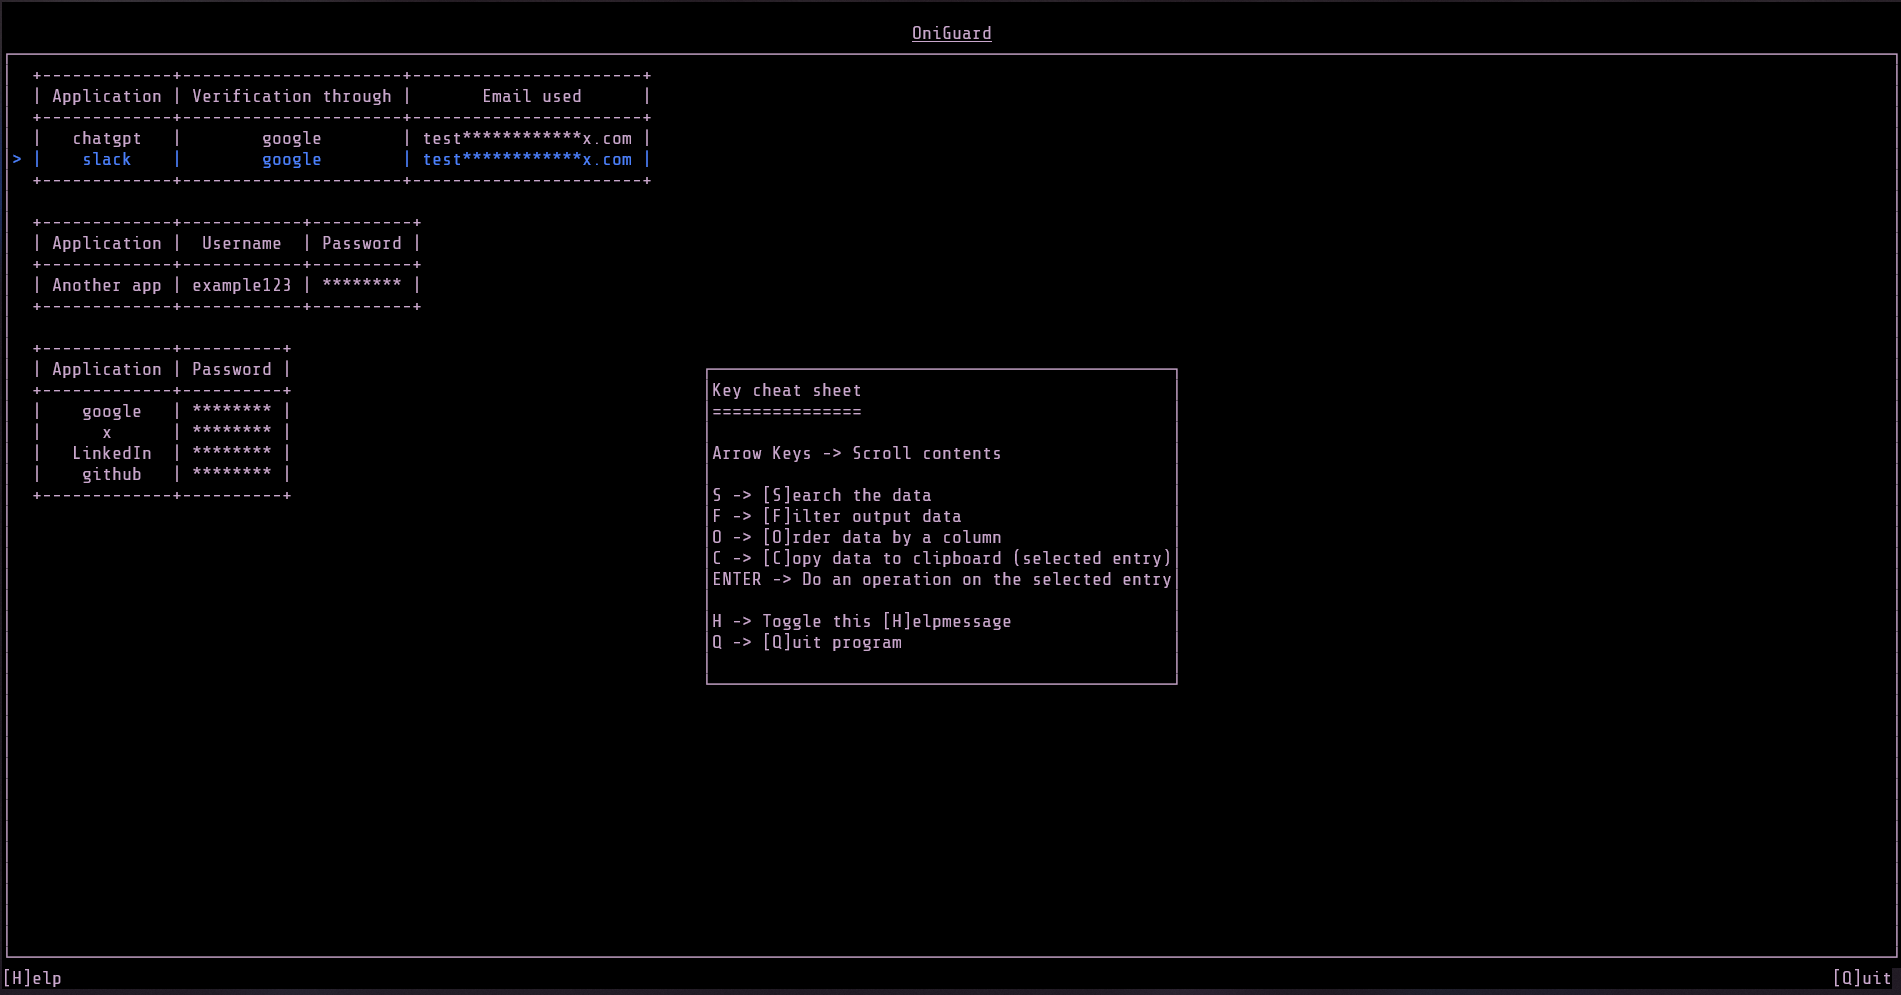 OniGuard
+-------------+----------------------+-----------------------+
| Application | Verification through |       Email used      |
+-------------+----------------------+-----------------------+
|   chatgpt   |        google        | test************x.com |
> |    slack    |        google        | test************x.com |
+-------------+----------------------+-----------------------+
+-------------+------------+----------+
| Application |  Username  | Password |
+-------------+------------+----------+
| Another app | example123 | ******** |
+-------------+------------+----------+
+-------------+----------+
| Application | Password |
+-------------+----------+
|    google   | ******** |
|      x      | ******** |
|   LinkedIn  | ******** |
|    github   | ******** |
+-------------+----------+
Key cheat sheet
===============
Arrow Keys -> Scroll contents
S -> [S]earch the data
F -> [F]ilter output data
O -> [O]rder data by a column
C -> [C]opy data to clipboard (selected entry)
ENTER -> Do an operation on the selected entry
H -> Toggle this [H]elpmessage
Q -> [Q]uit program
[H]elp
[Q]uit